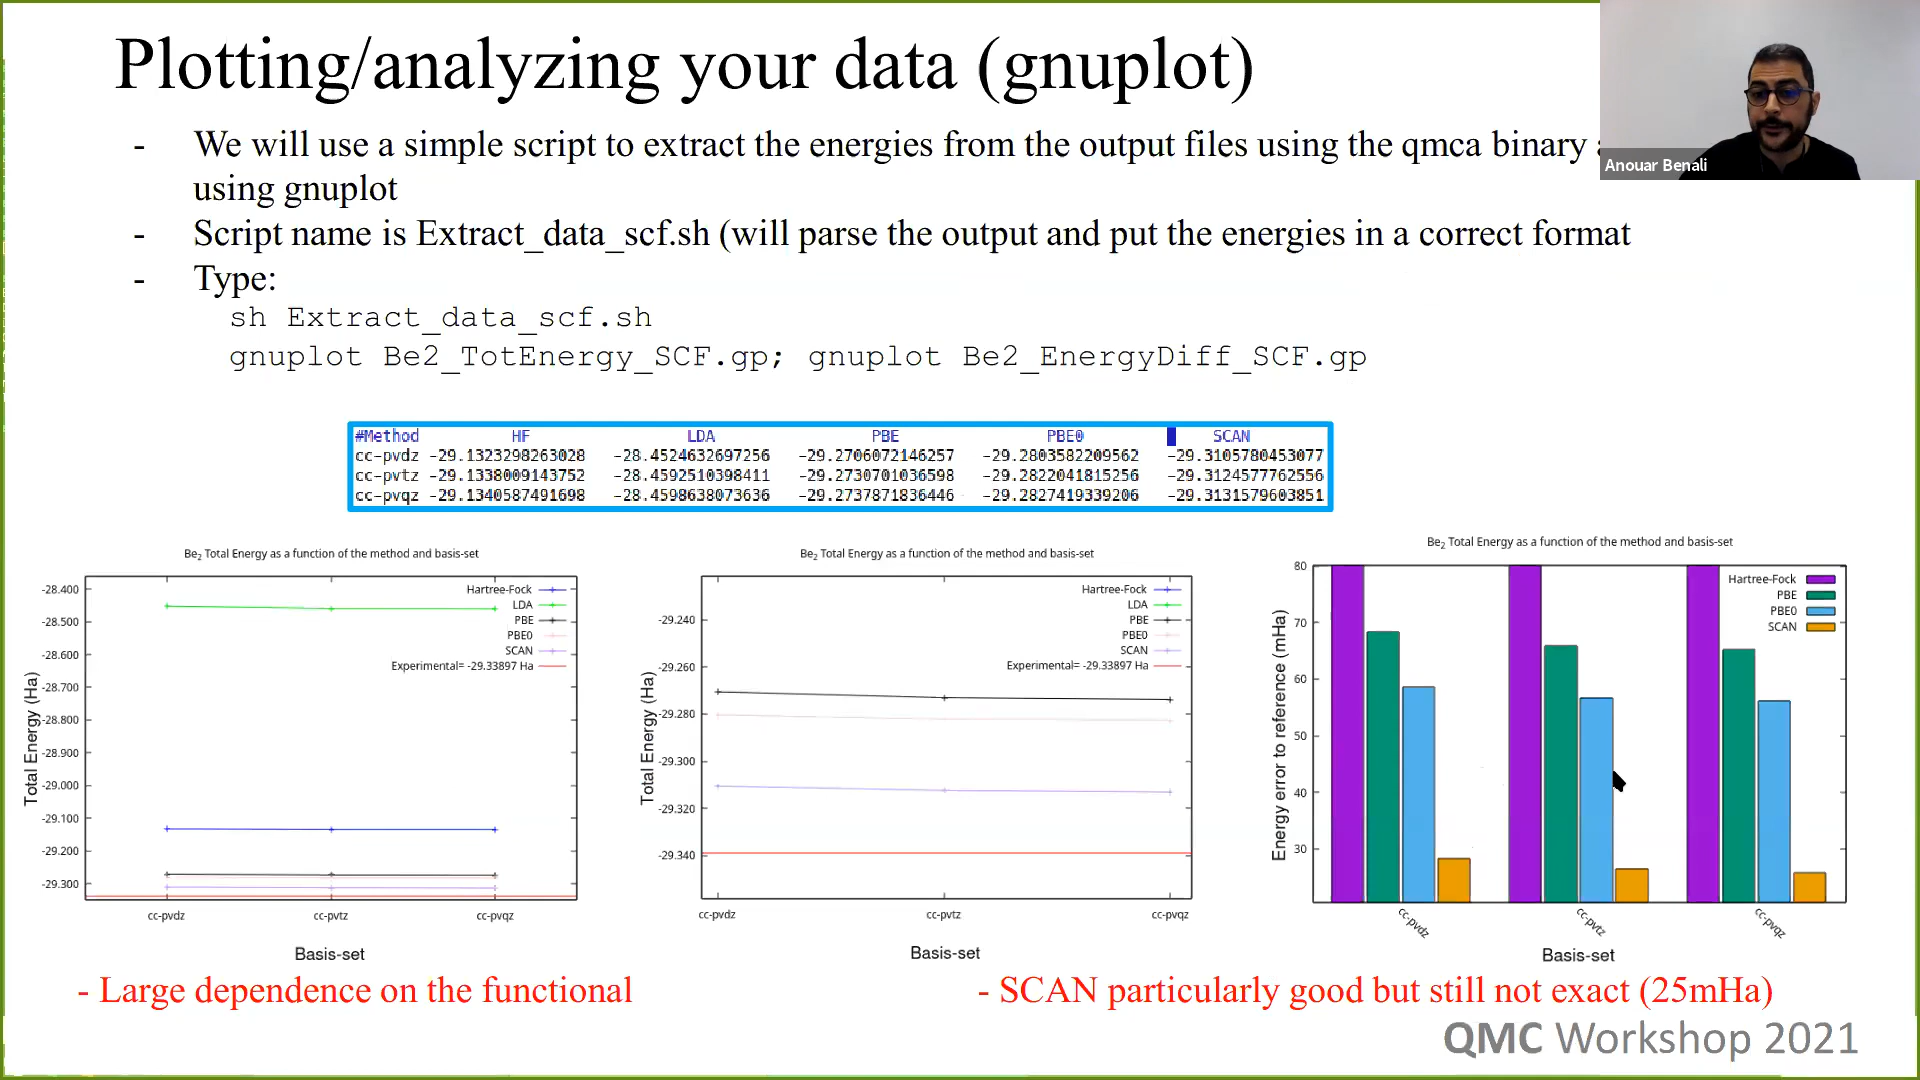 Plotting/analyzing your data (gnuplot)
- We will use a simple script to extract the energies from the output files using the qmca binary
using gnuplot
- Script name is Extract_data_scf.sh (will parse the output and put the energies in a correct format
- Type:
sh Extract_data_scf.sh
gnuplot Be2_TotEnergy_SCF.gp; gnuplot Be2_EnergyDiff_SCF.gp
Anouar Benali
#Method HF LDA PBE PBE0 SCAN
cc-pvdz -29.1323298263028 -28.4524632697256 -29.2706072146257 -29.2803582209562 -29.3105780453077
cc-pvtz -29.1338009143752 -28.4592510398411 -29.2730701036598 -29.2822041815256 -29.3124577762556
cc-pvqz -29.1340587491698 -28.4598638073636 -29.2737871836446 -29.2827419339206 -29.3131579603851
Be2 Total Energy as a function of the method and basis-set
Total Energy (Ha)
-28.400
-28.500
-28.600
-28.700
-28.800
-28.900
-29.000
-29.100
-29.200
-29.300
Hartree-Fock
LDA
PBE
PBE0
SCAN
Experimental= -29.33897 Ha
cc-pvdz cc-pvtz cc-pvqz
Basis-set
Be2 Total Energy as a function of the method and basis-set
Total Energy (Ha)
-29.240
-29.260
-29.280
-29.300
-29.320
-29.340
Hartree-Fock
LDA
PBE
PBE0
SCAN
Experimental= -29.33897 Ha
cc-pvdz cc-pvtz cc-pvqz
Basis-set
Be2 Total Energy as a function of the method and basis-set
Energy error to reference (mHa)
80
70
60
50
40
30
Hartree-Fock
PBE
PBE0
SCAN
cc-pvdz cc-pvtz cc-pvqz
Basis-set
- Large dependence on the functional
- SCAN particularly good but still not exact (25mHa)
QMC Workshop 2021